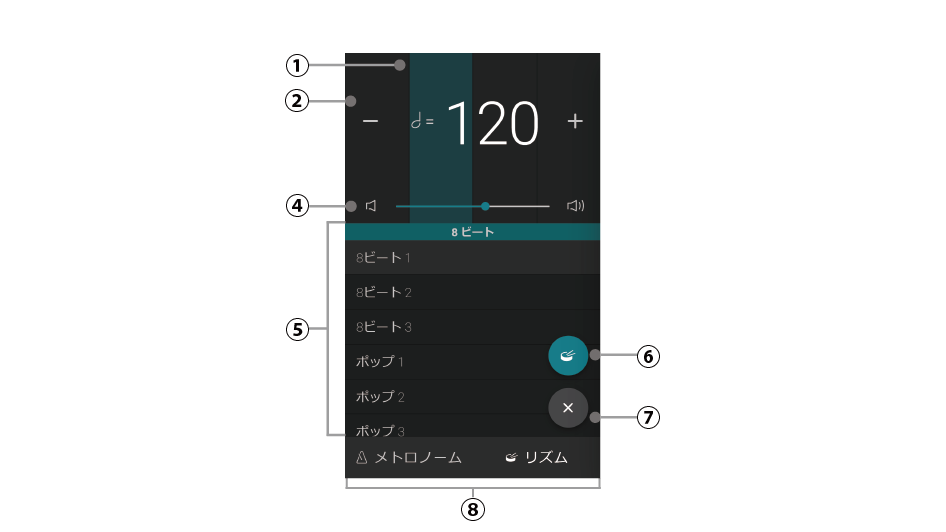 ①
②
− 𝅗𝅥= 120 +
④
8 ビート
8ビート 1
8ビート 2
8ビート 3
⑤
ポップ 1
⑥
ポップ 2
⑦
ポップ 3
メトロノーム リズム
⑧